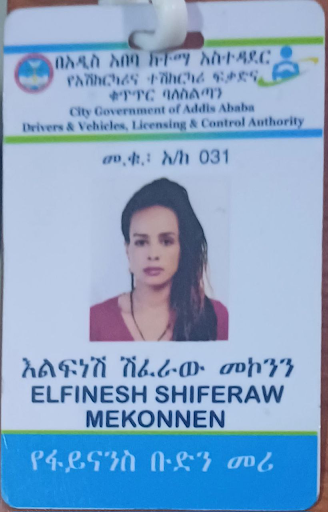 በአዲስ አበባ ከተማ አስተዳደር
የአሽከርካሪና ተሽከርካሪ ፍቃድና
ቁጥጥር ባለስልጣን
City Government of Addis Ababa
Drivers & Vehicles, Licensing & Control Authority
መ.ቁ.፡ አ/ከ 031
እልፍነሽ ሽፈራው መኮንን
ELFINESH SHIFERAW
MEKONNEN
የፋይናንስ ቡድን መሪ